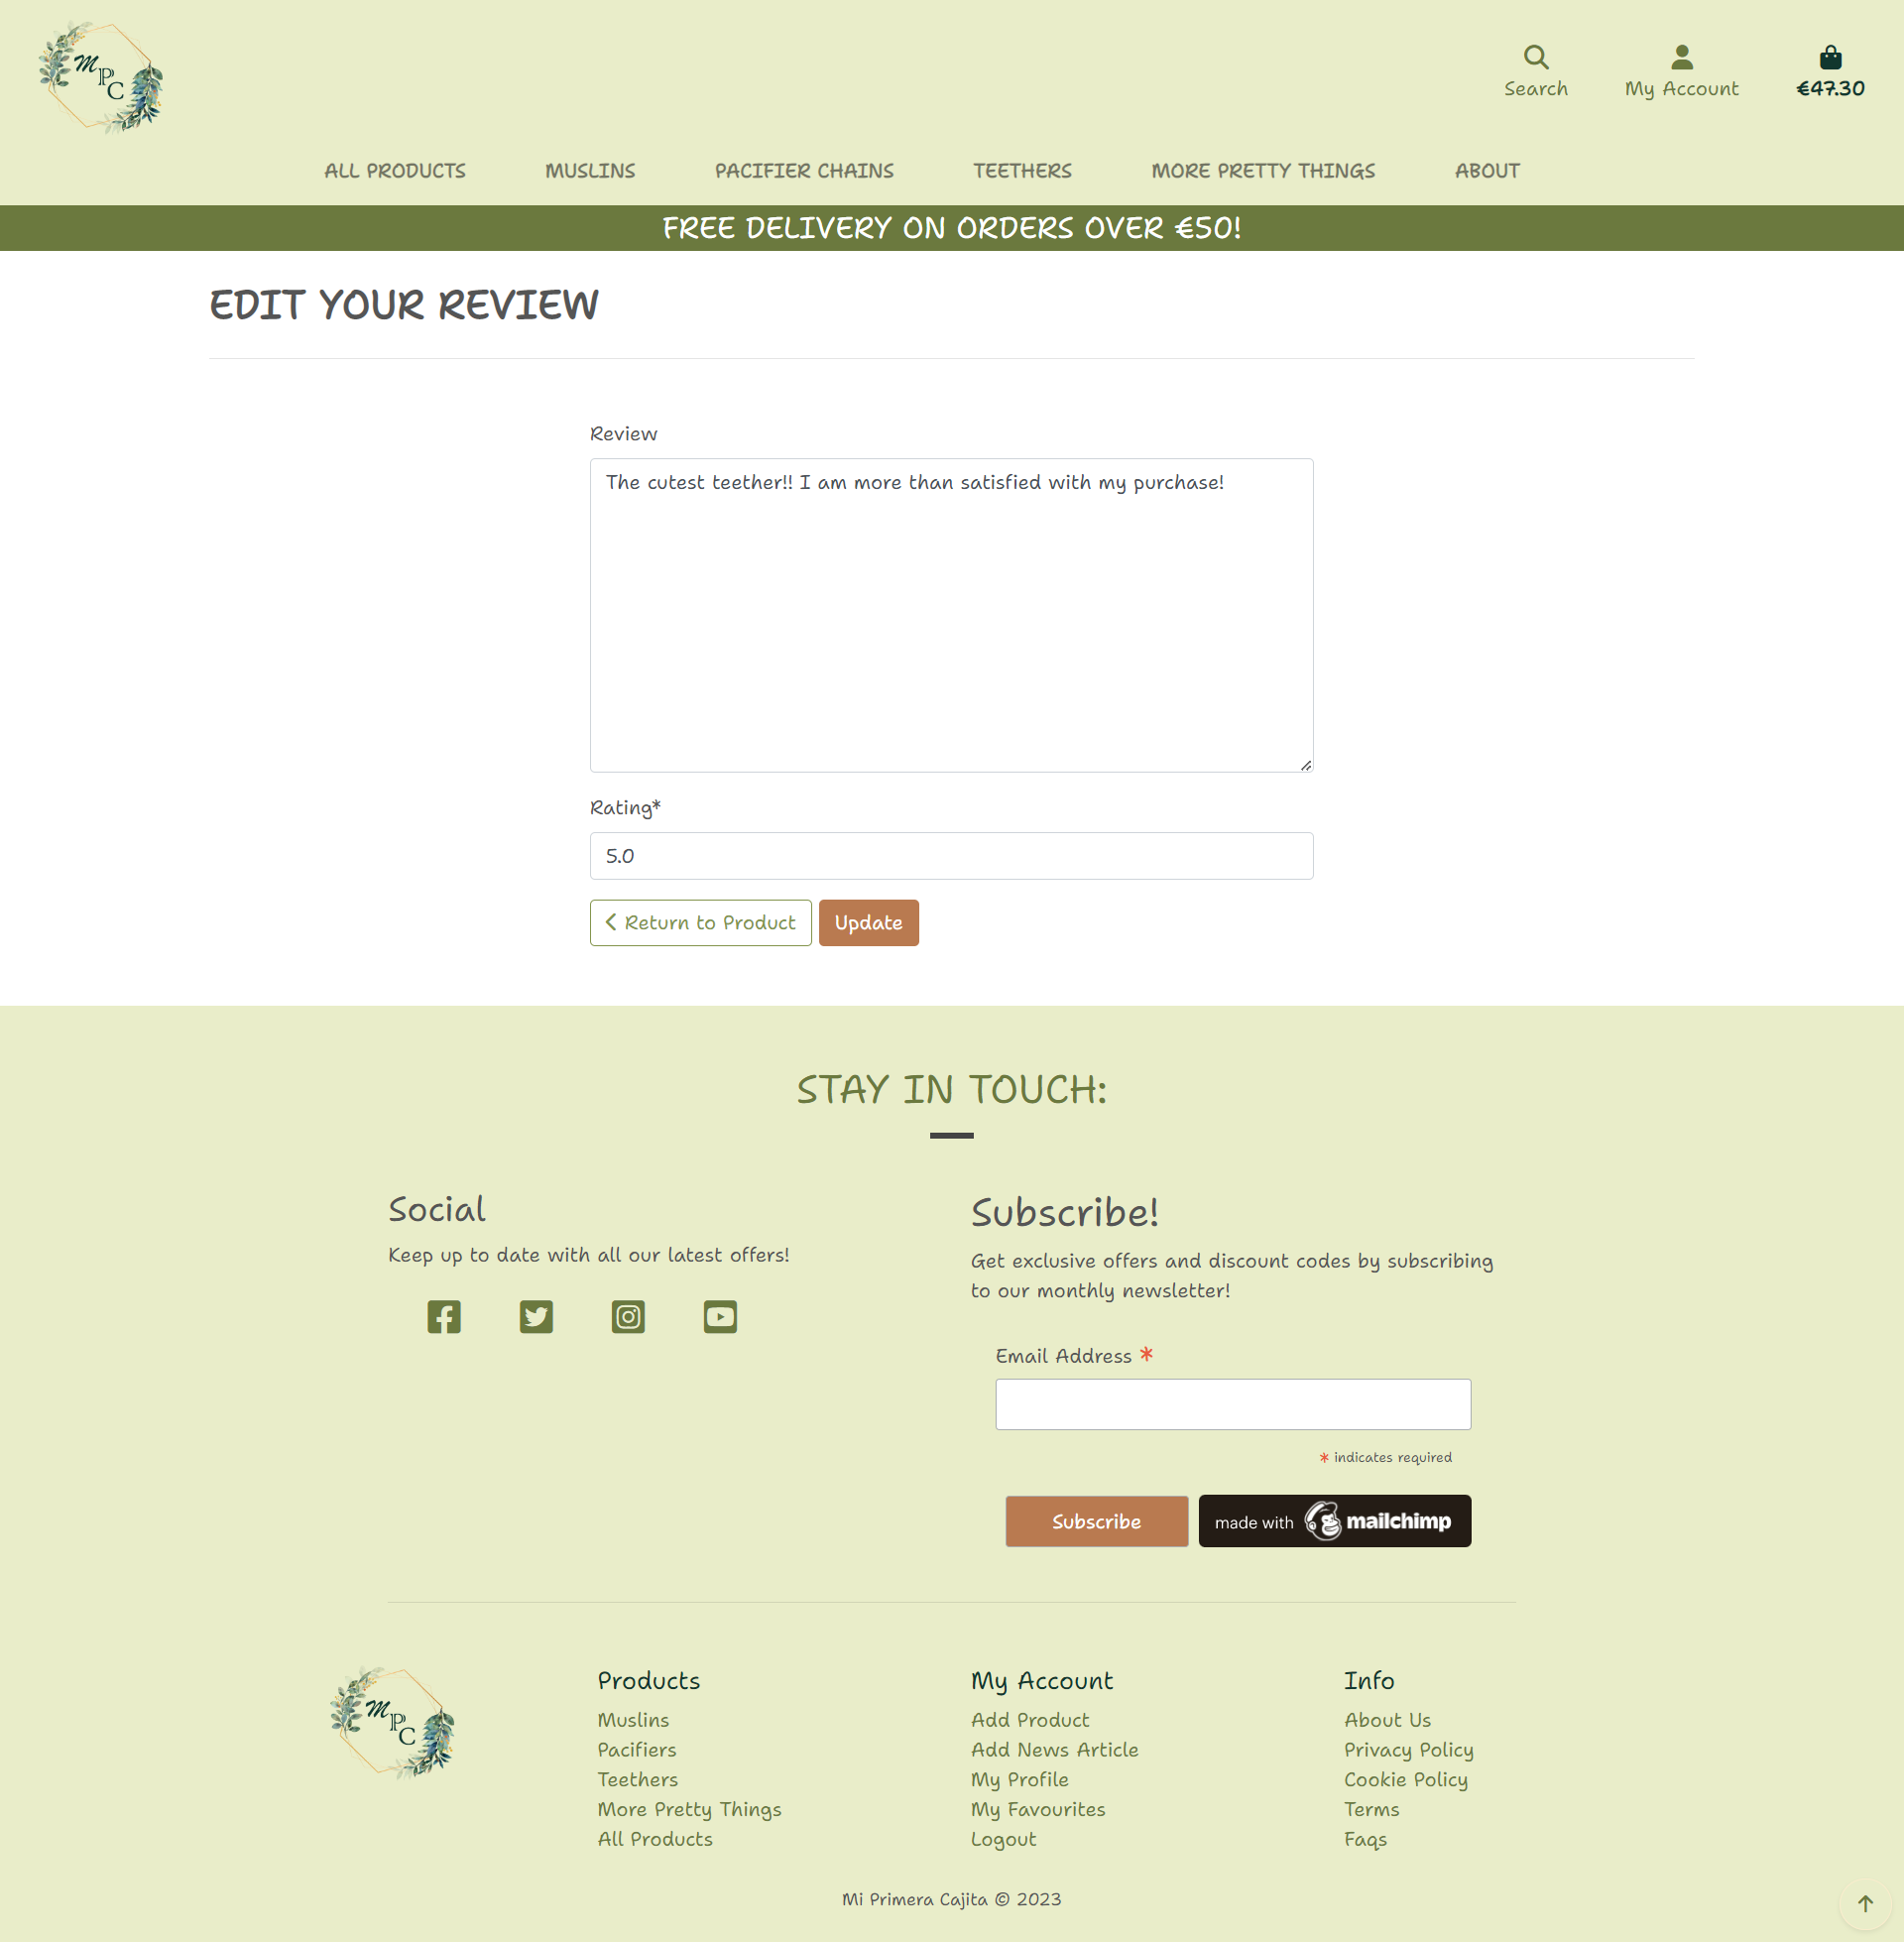 M
P
C
Search
My Account
€47.30
ALL PRODUCTS
MUSLINS
PACIFIER CHAINS
TEETHERS
MORE PRETTY THINGS
ABOUT
FREE DELIVERY ON ORDERS OVER €50!
EDIT YOUR REVIEW
Review
The cutest teether!! I am more than satisfied with my purchase!
Rating*
5.0
Return to Product
Update
STAY IN TOUCH:
Social
Keep up to date with all our latest offers!
Subscribe!
Get exclusive offers and discount codes by subscribing
to our monthly newsletter!
Email Address *
* indicates required
Subscribe
made with mailchimp
M
P
C
Products
Muslins
Pacifiers
Teethers
More Pretty Things
All Products
My Account
Add Product
Add News Article
My Profile
My Favourites
Logout
Info
About Us
Privacy Policy
Cookie Policy
Terms
Faqs
Mi Primera Cajita © 2023